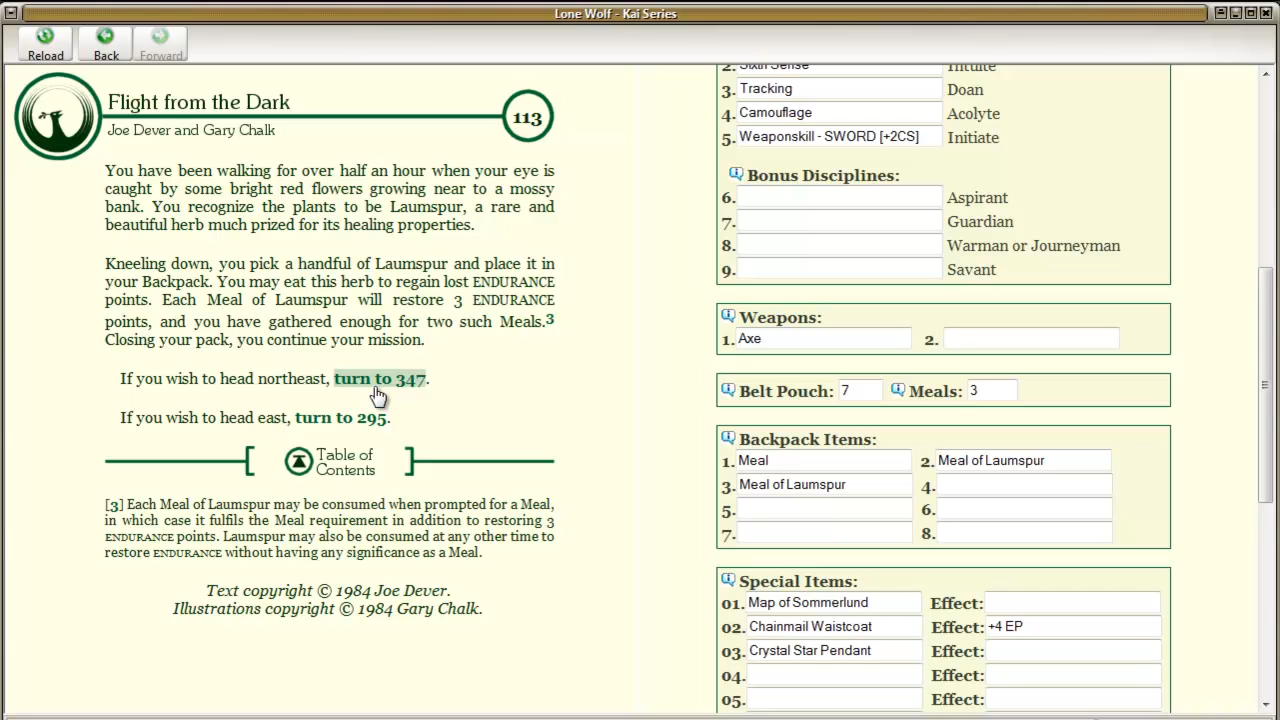 Lone Wolf - Kai Series
Reload
Back
Forward
Flight from the Dark
113
Joe Dever and Gary Chalk
You have been walking for over half an hour when your eye is
caught by some bright red flowers growing near to a mossy
bank. You recognize the plants to be Laumspur, a rare and
beautiful herb much prized for its healing properties.
Kneeling down, you pick a handful of Laumspur and place it in
your Backpack. You may eat this herb to regain lost ENDURANCE
points. Each Meal of Laumspur will restore 3 ENDURANCE
points, and you have gathered enough for two such Meals.3
Closing your pack, you continue your mission.
If you wish to head northeast, turn to 347.
If you wish to head east, turn to 295.
Table of
Contents
[3] Each Meal of Laumspur may be consumed when prompted for a Meal,
in which case it fulfils the Meal requirement in addition to restoring 3
ENDURANCE points. Laumspur may also be consumed at any other time to
restore ENDURANCE without having any significance as a Meal.
Text copyright © 1984 Joe Dever.
Illustrations copyright © 1984 Gary Chalk.
2. Sixth Sense Intuite
3. Tracking Doan
4. Camouflage Acolyte
5. Weaponskill - SWORD [+2CS] Initiate
Bonus Disciplines:
6. Aspirant
7. Guardian
8. Warman or Journeyman
9. Savant
Weapons:
1. Axe 2.
Belt Pouch: 7 Meals: 3
Backpack Items:
1. Meal 2. Meal of Laumspur
3. Meal of Laumspur 4.
5. 6.
7. 8.
Special Items:
01. Map of Sommerlund Effect:
02. Chainmail Waistcoat Effect: +4 EP
03. Crystal Star Pendant Effect:
04. Effect:
05. Effect: